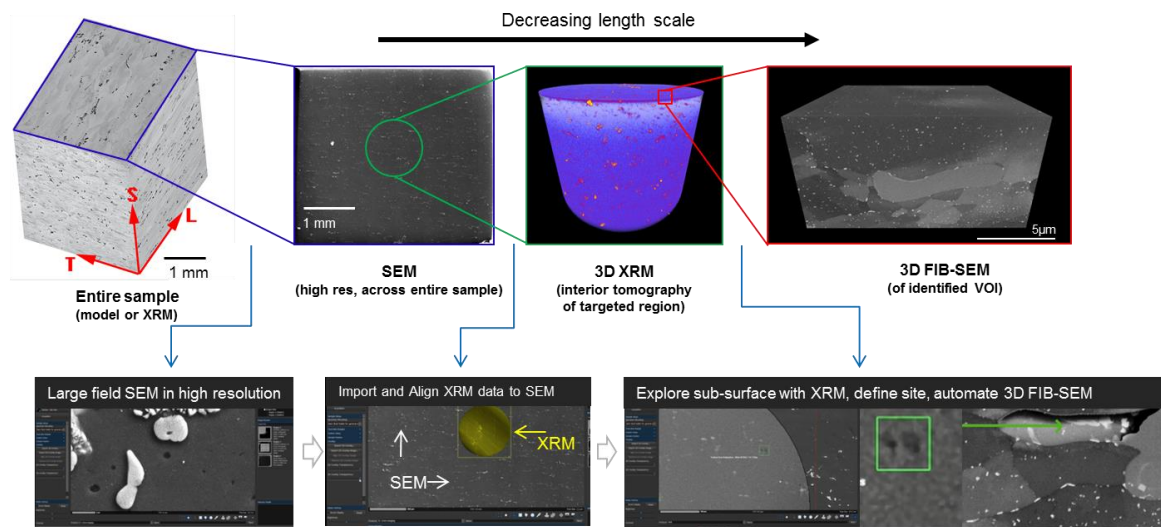 Decreasing length scale
S
L
T
1 mm
1 mm
5µm
Entire sample
(model or XRM)
SEM
(high res, across entire sample)
3D XRM
(interior tomography
of targeted region)
3D FIB-SEM
(of identified VOI)
Large field SEM in high resolution
Import and Align XRM data to SEM
XRM
SEM
Explore sub-surface with XRM, define site, automate 3D FIB-SEM